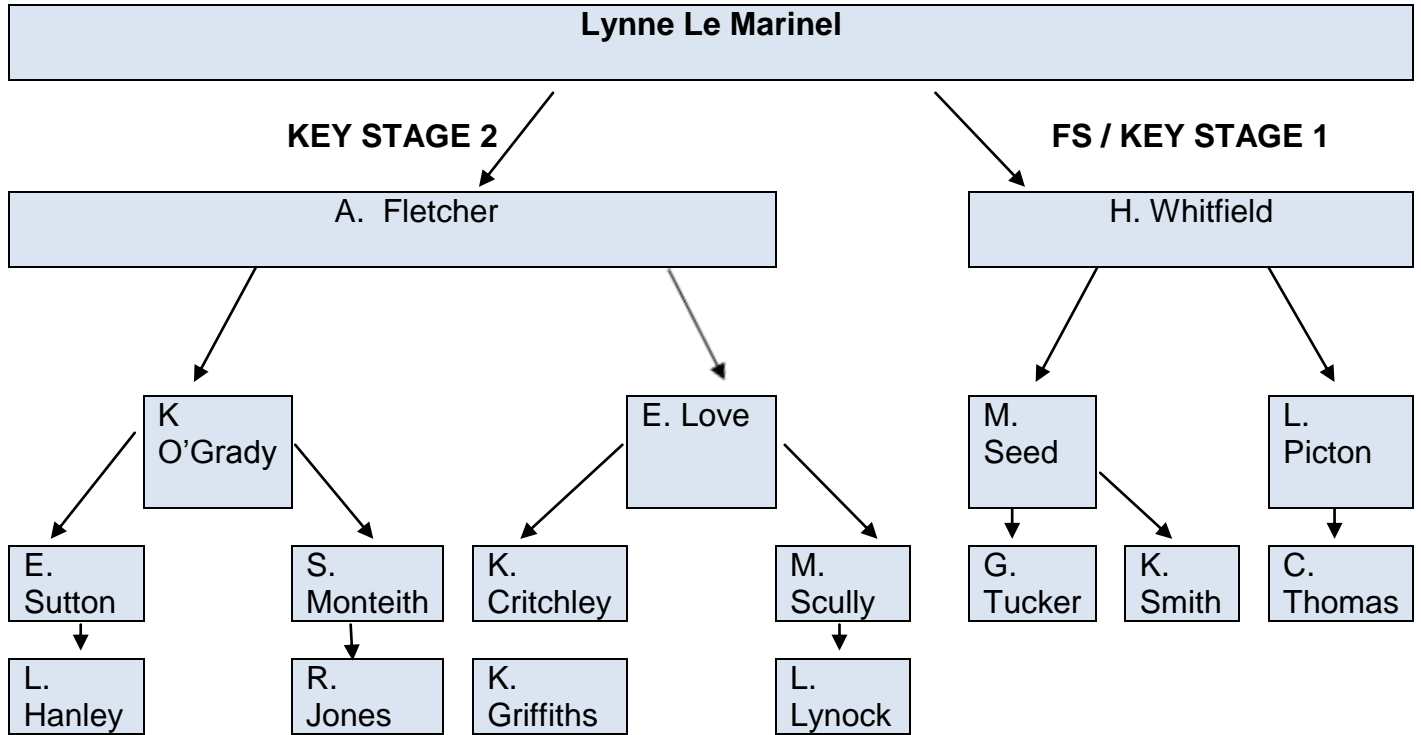 Lynne Le Marinel
KEY STAGE 2
FS / KEY STAGE 1
A. Fletcher
H. Whitfield
K
O’Grady
E. Love
M.
Seed
L.
Picton
E.
Sutton
S.
Monteith
K.
Critchley
M.
Scully
G.
Tucker
K.
Smith
C.
Thomas
L.
Hanley
R.
Jones
K.
Griffiths
L.
Lynock